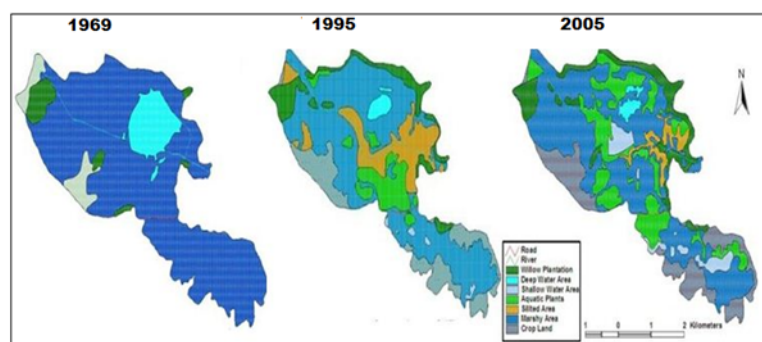 1969
1995
2005
N
Road
River
Willow Plantation
Deep Water Area
Shallow Water Area
Aquatic Plants
Silted Area
Marshy Area
Crop Land
1 0 1 2 Kilometers